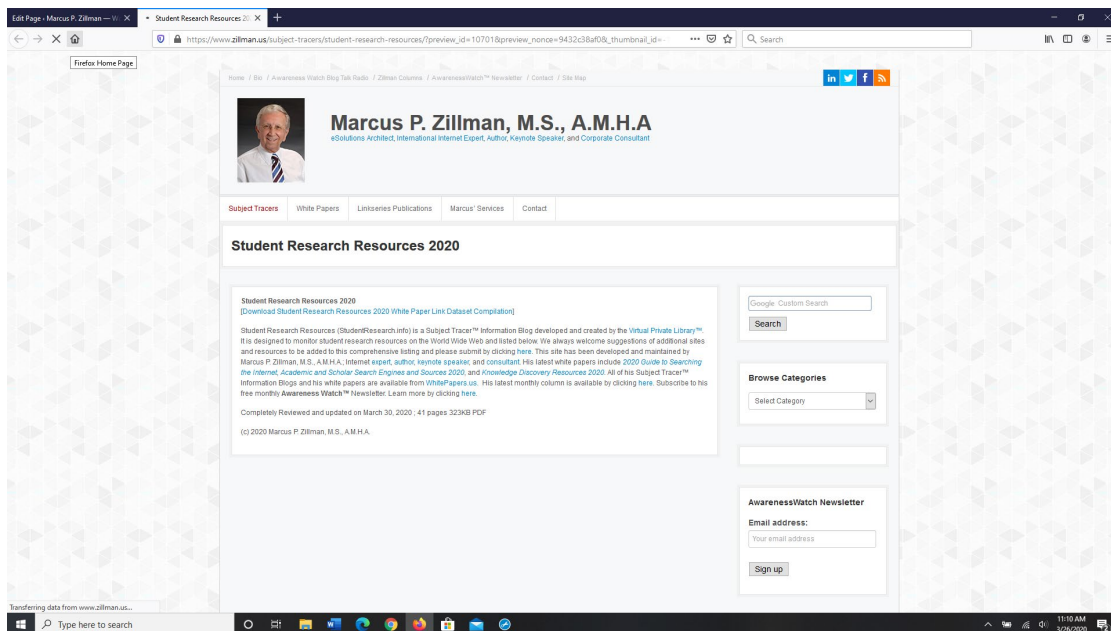 Edit Page ‹ Marcus P. Zillman — W
Student Research Resources 20
https://www.zillman.us/subject-tracers/student-research-resources/?preview_id=10701&preview_nonce=9432c38af0&_thumbnail_id=-
Search
Firefox Home Page
Home / Bio / Awareness Watch Blog Talk Radio / Zillman Columns / AwarenessWatch™ Newsletter / Contact / Site Map
Marcus P. Zillman, M.S., A.M.H.A
eSolutions Architect, International Internet Expert, Author, Keynote Speaker, and Corporate Consultant
Subject Tracers White Papers Linkseries Publications Marcus' Services Contact
Student Research Resources 2020
Student Research Resources 2020
[Download Student Research Resources 2020 White Paper Link Dataset Compilation]
Student Research Resources (StudentResearch.info) is a Subject Tracer™ Information Blog developed and created by the Virtual Private Library™.
It is designed to monitor student research resources on the World Wide Web and listed below. We always welcome suggestions of additional sites
and resources to be added to this comprehensive listing and please submit by clicking here. This site has been developed and maintained by
Marcus P. Zillman, M.S., A.M.H.A.; Internet expert, author, keynote speaker, and consultant. His latest white papers include 2020 Guide to Searching
the Internet, Academic and Scholar Search Engines and Sources 2020, and Knowledge Discovery Resources 2020. All of his Subject Tracer™
Information Blogs and his white papers are available from WhitePapers.us. His latest monthly column is available by clicking here. Subscribe to his
free monthly Awareness Watch™ Newsletter. Learn more by clicking here.
Completely Reviewed and updated on March 30, 2020 ; 41 pages 323KB PDF
(c) 2020 Marcus P. Zillman, M.S., A.M.H.A.
Google Custom Search
Search
Browse Categories
Select Category
AwarenessWatch Newsletter
Email address:
Your email address
Sign up
Transferring data from www.zillman.us...
Type here to search
11:10 AM
3/26/2020